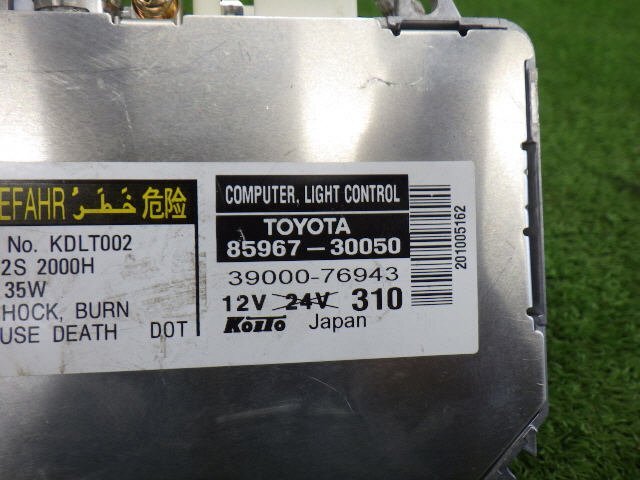 EFAHR خَطَرٌ 危险
No. KDLT002
2S 2000H
35W
HOCK, BURN
USE DEATH DOT
COMPUTER, LIGHT CONTROL
TOYOTA
85967-30050
39000-76943
12V 24V 310
KOITO Japan
201005162